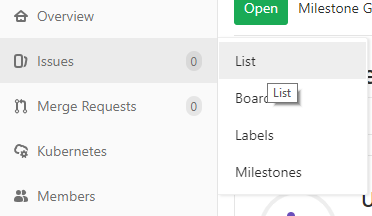 Overview
Issues 0
Merge Requests 0
Kubernetes
Members
Open Milestone G
List
Board
List
Labels
Milestones